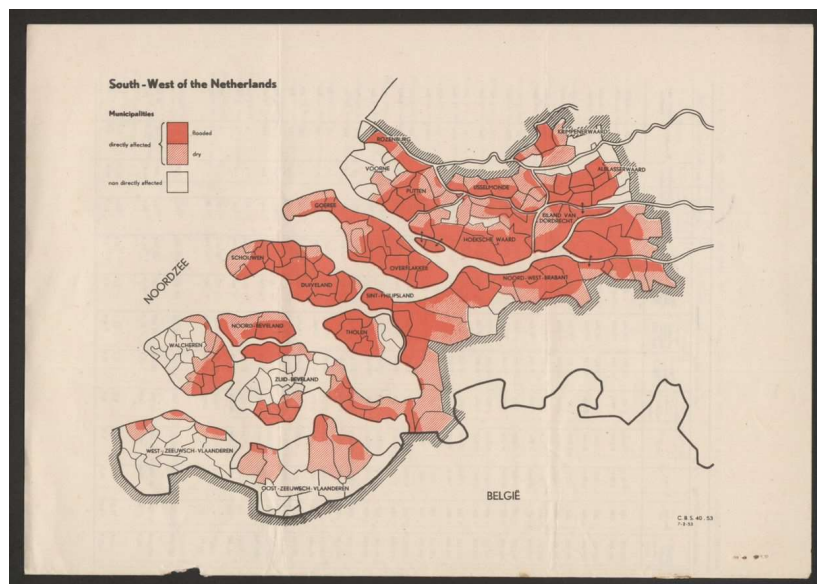 South-West of the Netherlands
Municipalities
directly affected
flooded
dry
non directly affected
ROZENBURG
KRIMPENERWAARD
VOORNE
ALBLASSERWAARD
PUTTEN
IJSSELMONDE
GOEREE
EILAND VAN
DORDRECHT
HOEKSCHE WAARD
SCHOUWEN
OVERFLAKKEE
NOORD-WEST-BRABANT
NOORDZEE
DUIVELAND
SINT-PHILIPSLAND
NOORD-BEVELAND
THOLEN
WALCHEREN
ZUID-BEVELAND
WEST-ZEEUWSCH-VLAANDEREN
OOST-ZEEUWSCH-VLAANDEREN
BELGIË
C.B.S. 40.53